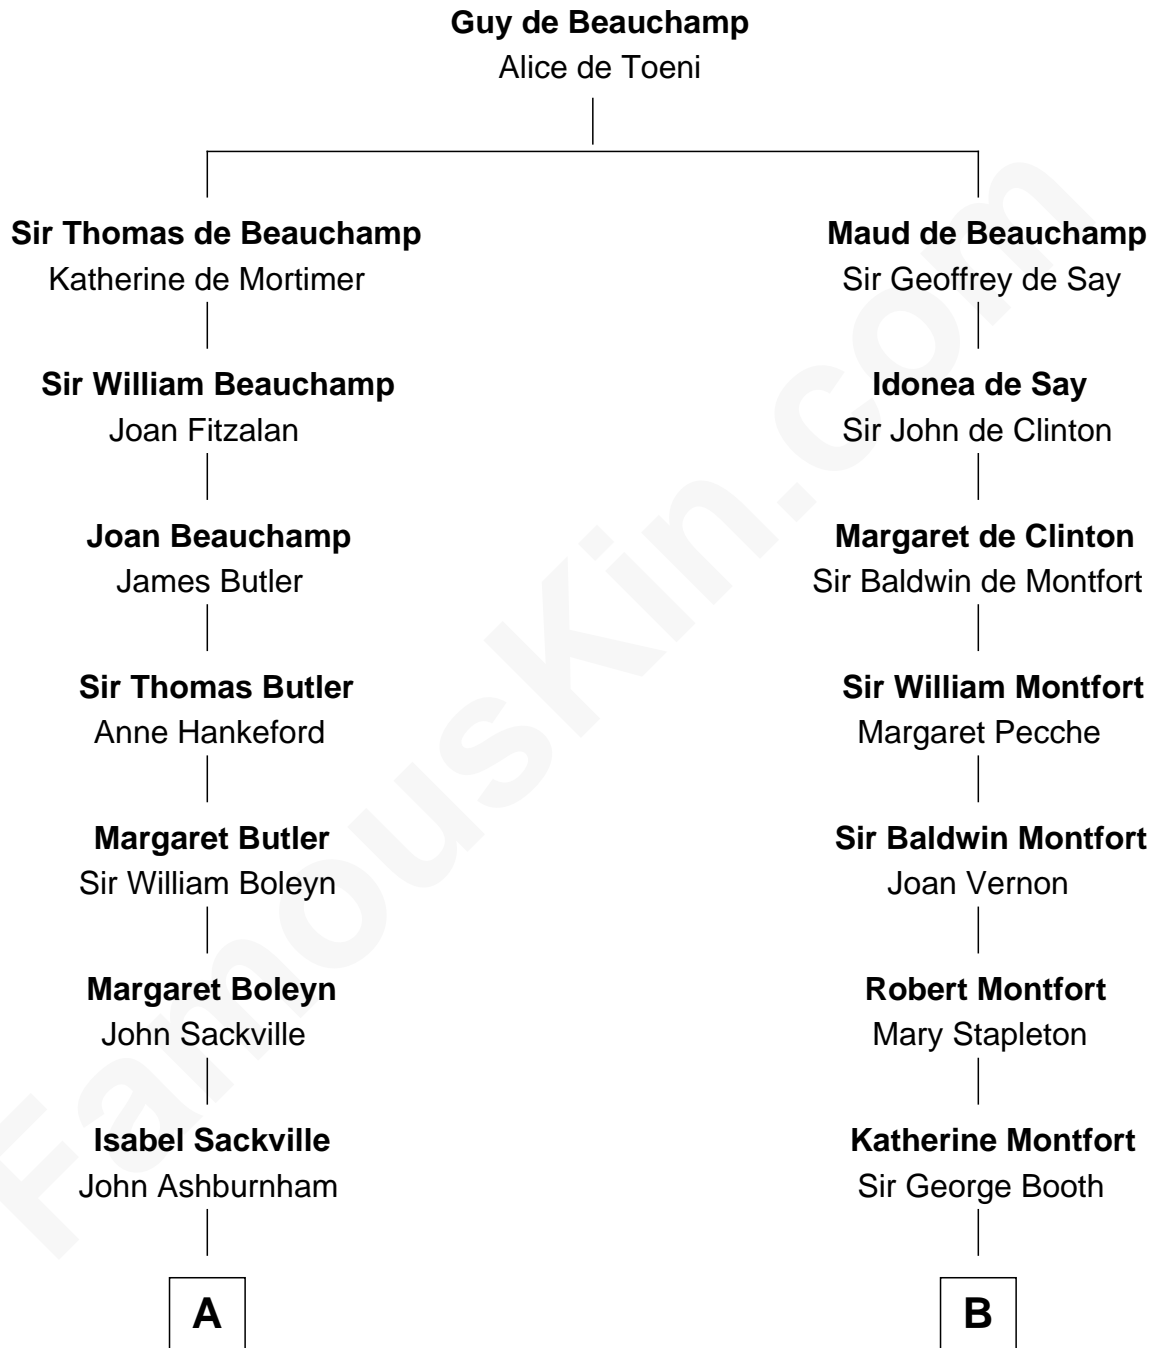 Guy de Beauchamp
Alice de Toeni
Sir Thomas de Beauchamp
Katherine de Mortimer
Sir William Beauchamp
Joan Fitzalan
Joan Beauchamp
James Butler
Sir Thomas Butler
Anne Hankeford
Margaret Butler
Sir William Boleyn
Margaret Boleyn
John Sackville
Isabel Sackville
John Ashburnham
A
Maud de Beauchamp
Sir Geoffrey de Say
Idonea de Say
Sir John de Clinton
Margaret de Clinton
Sir Baldwin de Montfort
Sir William Montfort
Margaret Pecche
Sir Baldwin Montfort
Joan Vernon
Robert Montfort
Mary Stapleton
Katherine Montfort
Sir George Booth
B
FamousKin.com